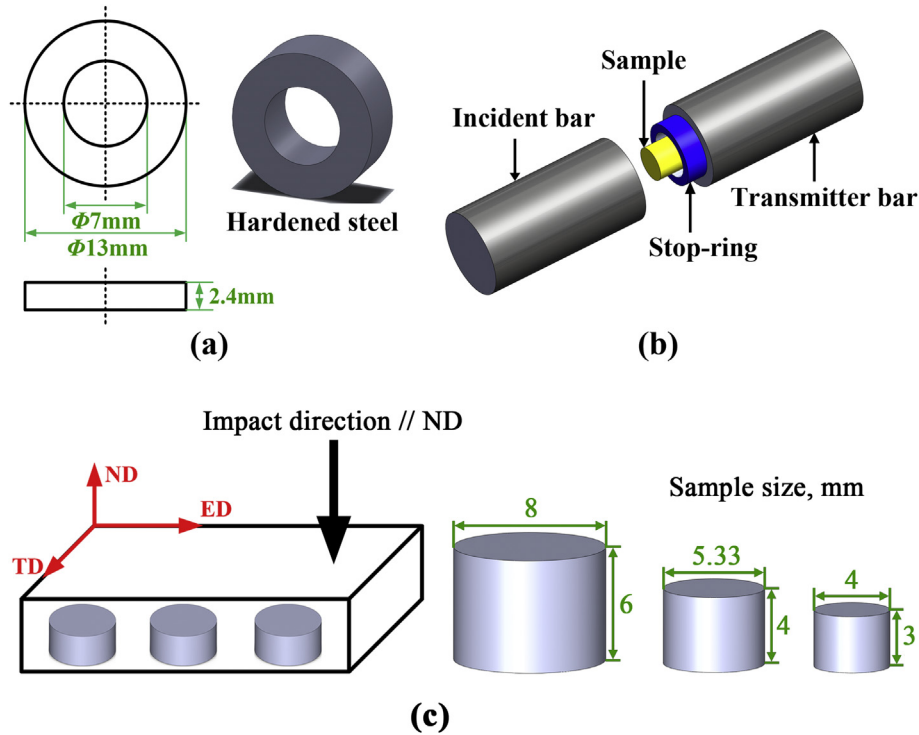 Φ7mm
Φ13mm
2.4mm
Hardened steel
(a)
Sample
Incident bar
Transmitter bar
Stop-ring
(b)
Impact direction // ND
ND
ED
TD
Sample size, mm
8
6
5.33
4
4
3
(c)